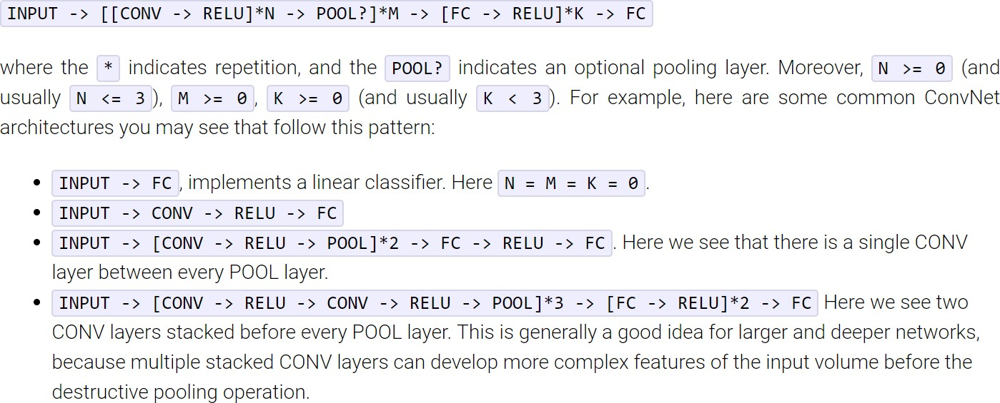 INPUT -> [[CONV -> RELU]*N -> POOL?]*M -> [FC -> RELU]*K -> FC
where the * indicates repetition, and the POOL? indicates an optional pooling layer. Moreover, N >= 0 (and
usually N <= 3), M >= 0, K >= 0 (and usually K < 3). For example, here are some common ConvNet
architectures you may see that follow this pattern:
• INPUT -> FC, implements a linear classifier. Here N = M = K = 0.
• INPUT -> CONV -> RELU -> FC
• INPUT -> [CONV -> RELU -> POOL]*2 -> FC -> RELU -> FC. Here we see that there is a single CONV
layer between every POOL layer.
• INPUT -> [CONV -> RELU -> CONV -> RELU -> POOL]*3 -> [FC -> RELU]*2 -> FC Here we see two
CONV layers stacked before every POOL layer. This is generally a good idea for larger and deeper networks,
because multiple stacked CONV layers can develop more complex features of the input volume before the
destructive pooling operation.